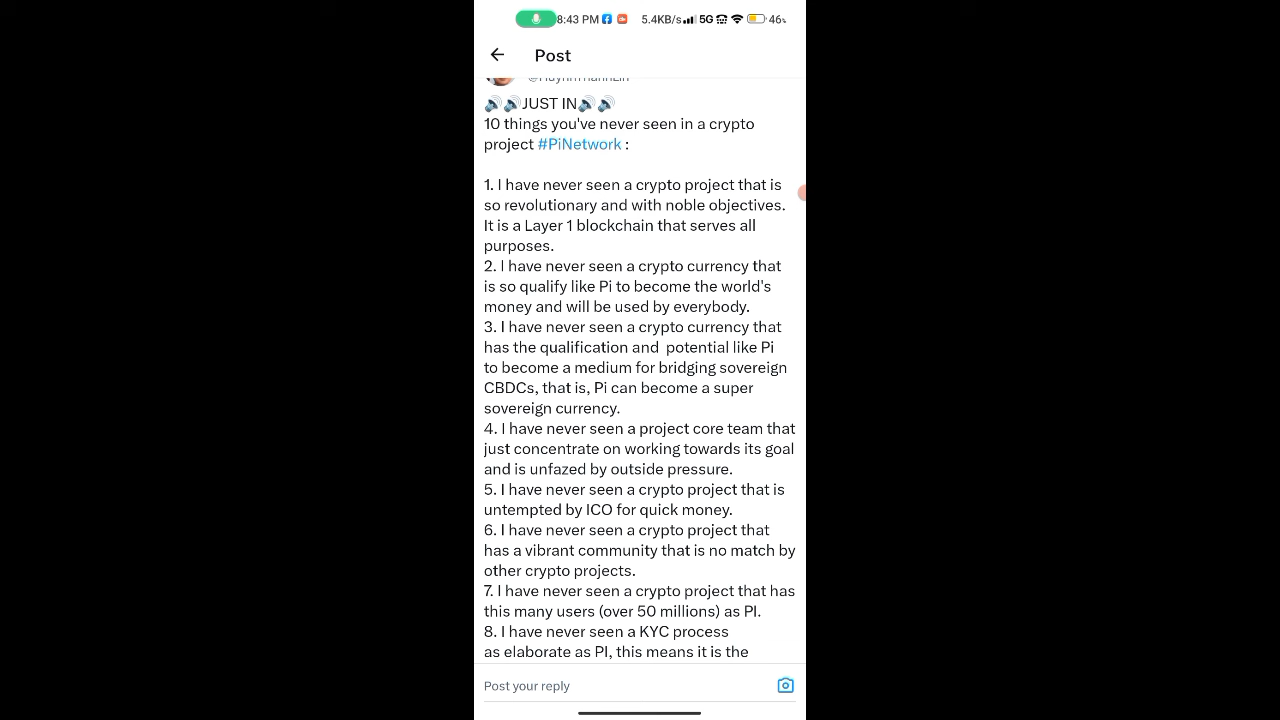 8:43 PM 5.4KB/s 5G 46%
Post
🔊🔊JUST IN🔊🔊
10 things you've never seen in a crypto
project #PiNetwork :
1. I have never seen a crypto project that is
so revolutionary and with noble objectives.
It is a Layer 1 blockchain that serves all
purposes.
2. I have never seen a crypto currency that
is so qualify like Pi to become the world's
money and will be used by everybody.
3. I have never seen a crypto currency that
has the qualification and  potential like Pi
to become a medium for bridging sovereign
CBDCs, that is, Pi can become a super
sovereign currency.
4. I have never seen a project core team that
just concentrate on working towards its goal
and is unfazed by outside pressure.
5. I have never seen a crypto project that is
untempted by ICO for quick money.
6. I have never seen a crypto project that
has a vibrant community that is no match by
other crypto projects.
7. I have never seen a crypto project that has
this many users (over 50 millions) as PI.
8. I have never seen a KYC process
as elaborate as PI, this means it is the
Post your reply